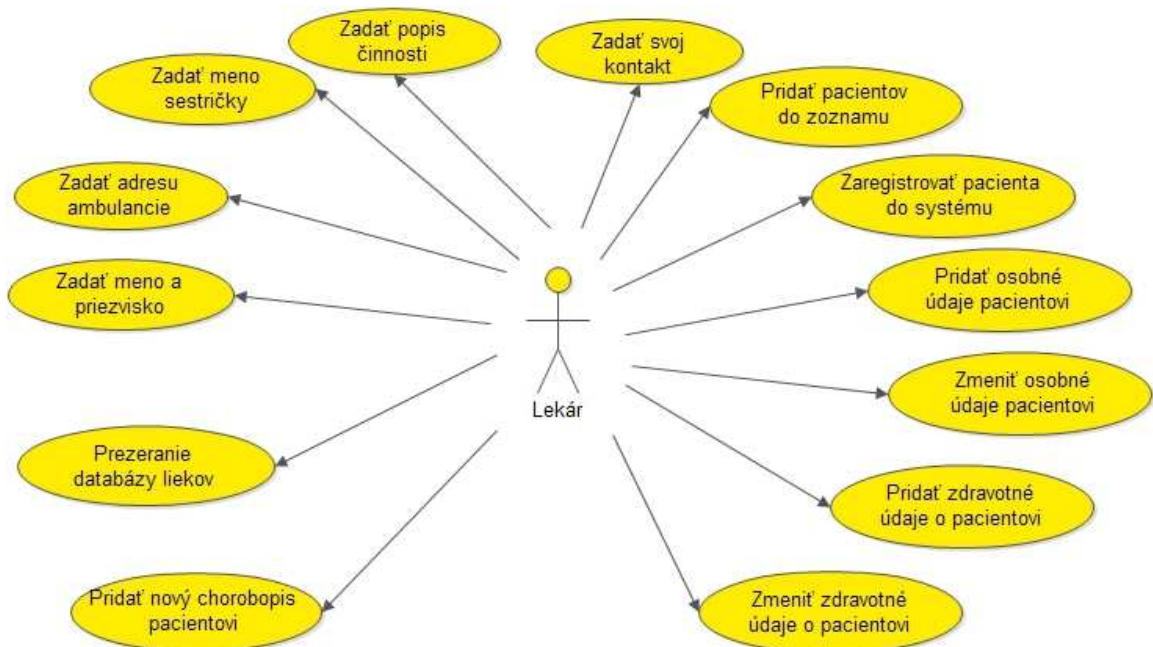 Zadať popis
činnosti
Zadať svoj
kontakt
Zadať meno
sestričky
Pridať pacientov
do zoznamu
Zadať adresu
ambulancie
Zaregistrovať pacienta
do systému
Zadať meno a
priezvisko
Pridať osobné
údaje pacientovi
Lekár
Zmeniť osobné
údaje pacientovi
Prezeranie
databázy liekov
Pridať zdravotné
údaje o pacientovi
Pridať nový chorobopis
pacientovi
Zmeniť zdravotné
údaje o pacientovi